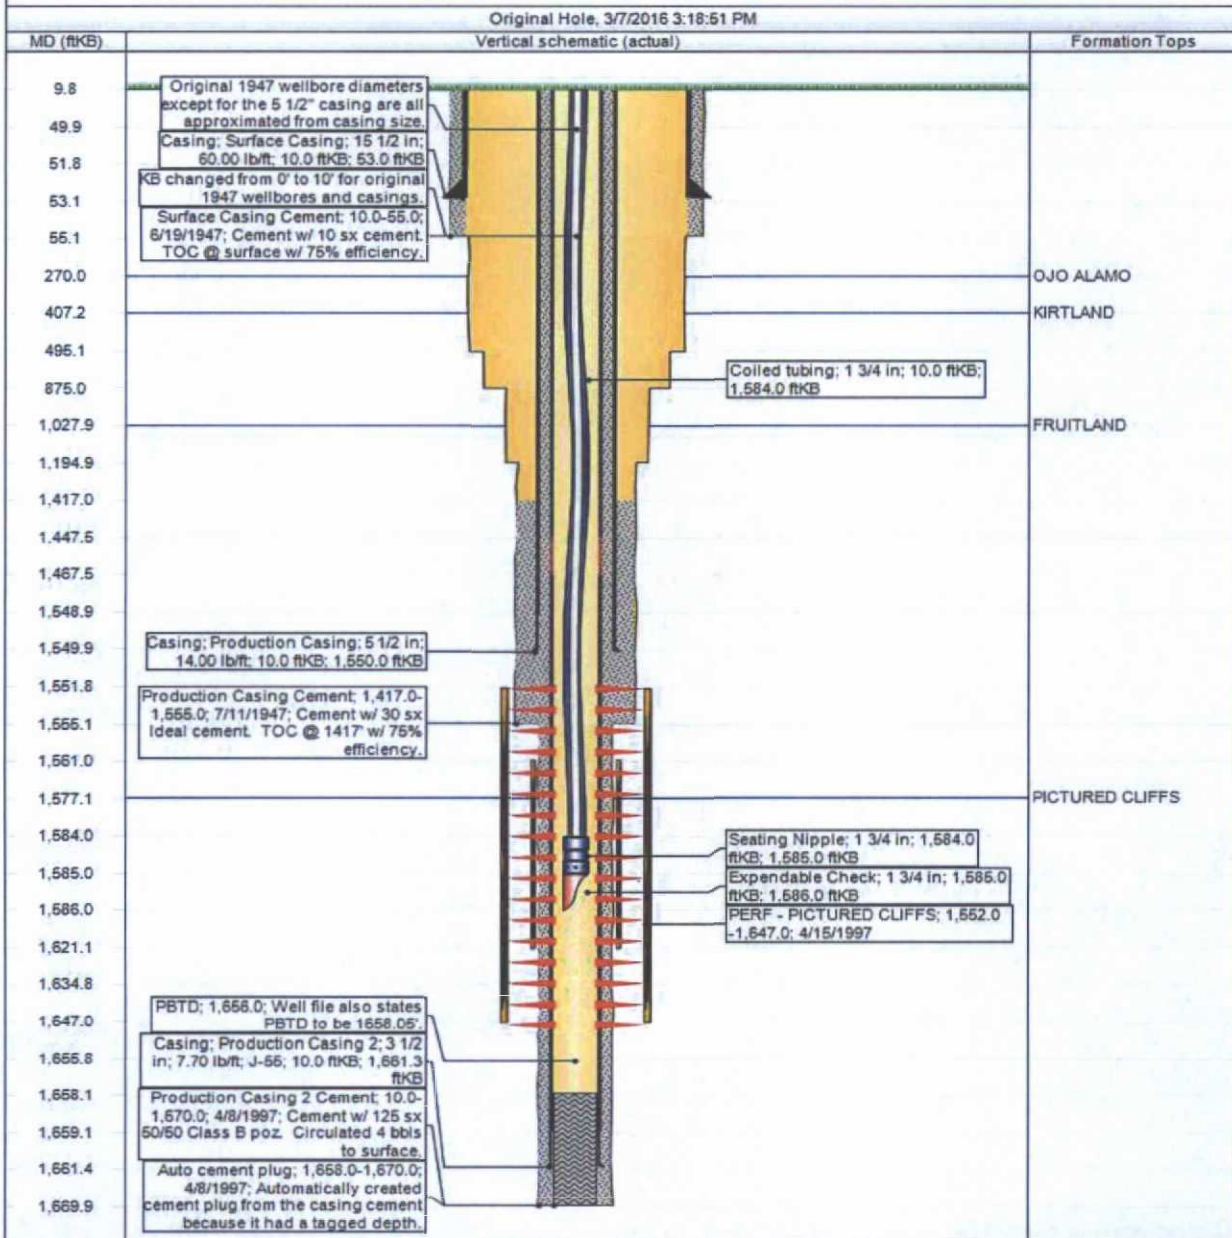 Original Hole, 3/7/2016 3:18:51 PM
MD (ftKB)
Vertical schematic (actual)
Formation Tops
9.8
49.9
51.8
53.1
55.1
270.0
407.2
495.1
875.0
1,027.9
1,194.9
1,417.0
1,447.5
1,467.5
1,548.9
1,549.9
1,551.8
1,555.1
1,561.0
1,577.1
1,584.0
1,585.0
1,586.0
1,621.1
1,634.8
1,647.0
1,655.8
1,658.1
1,659.1
1,661.4
1,669.9
Original 1947 wellbore diameters
except for the 5 1/2" casing are all
approximated from casing size.
Casing; Surface Casing; 15 1/2 in;
60.00 lb/ft; 10.0 ftKB; 53.0 ftKB
KB changed from 0' to 10' for original
1947 wellbores and casings.
Surface Casing Cement; 10.0-55.0;
6/19/1947; Cement w/ 10 sx cement.
TOC @ surface w/ 75% efficiency.
Casing; Production Casing; 5 1/2 in;
14.00 lb/ft; 10.0 ftKB; 1,550.0 ftKB
Production Casing Cement; 1,417.0-
1,555.0; 7/11/1947; Cement w/ 30 sx
Ideal cement. TOC @ 1417' w/ 75%
efficiency.
PBTD; 1,656.0; Well file also states
PBTD to be 1658.05'.
Casing; Production Casing 2; 3 1/2
in; 7.70 lb/ft; J-55; 10.0 ftKB; 1,661.3
ftKB
Production Casing 2 Cement; 10.0-
1,670.0; 4/8/1997; Cement w/ 125 sx
50/50 Class B poz. Circulated 4 bbls
to surface.
Auto cement plug; 1,658.0-1,670.0;
4/8/1997; Automatically created
cement plug from the casing cement
because it had a tagged depth.
Coiled tubing; 1 3/4 in; 10.0 ftKB;
1,584.0 ftKB
Seating Nipple; 1 3/4 in; 1,584.0
ftKB; 1,585.0 ftKB
Expendable Check; 1 3/4 in; 1,585.0
ftKB; 1,586.0 ftKB
PERF - PICTURED CLIFFS; 1,552.0
-1,647.0; 4/15/1997
OJO ALAMO
KIRTLAND
FRUITLAND
PICTURED CLIFFS